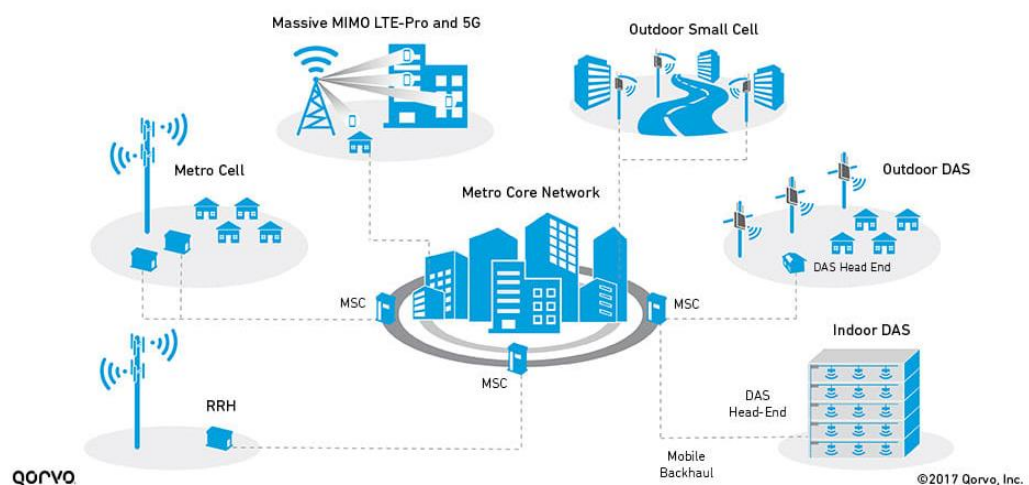 Massive MIMO LTE-Pro and 5G
Outdoor Small Cell
Metro Cell
Metro Core Network
Outdoor DAS
DAS Head End
MSC
MSC
MSC
Indoor DAS
RRH
DAS
Head-End
Mobile
Backhaul
QORVO
©2017 Qorvo, Inc.